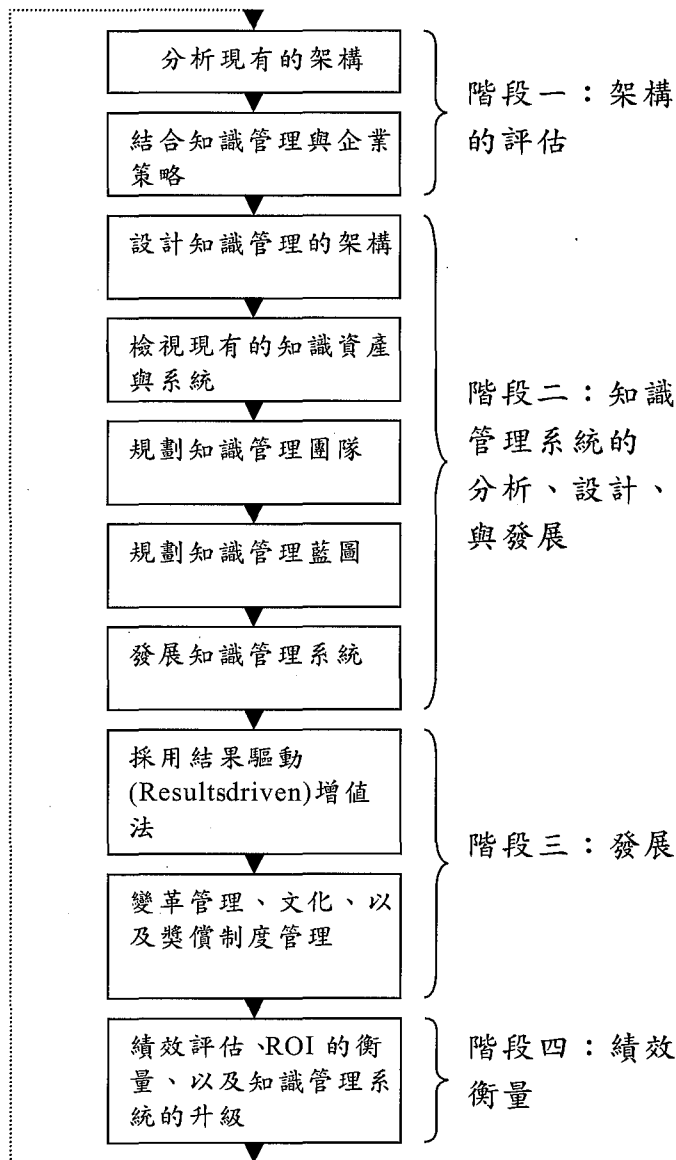 分析現有的架構
結合知識管理與企業
策略
階段一：架構
的評估
設計知識管理的架構
檢視現有的知識資產
與系統
規劃知識管理團隊
規劃知識管理藍圖
發展知識管理系統
階段二：知識
管理系統的
分析、設計、
與發展
採用結果驅動
(Resultsdriven)增值
法
變革管理、文化、以
及獎償制度管理
階段三：發展
績效評估、ROI 的衡
量、以及知識管理系
統的升級
階段四：績效
衡量